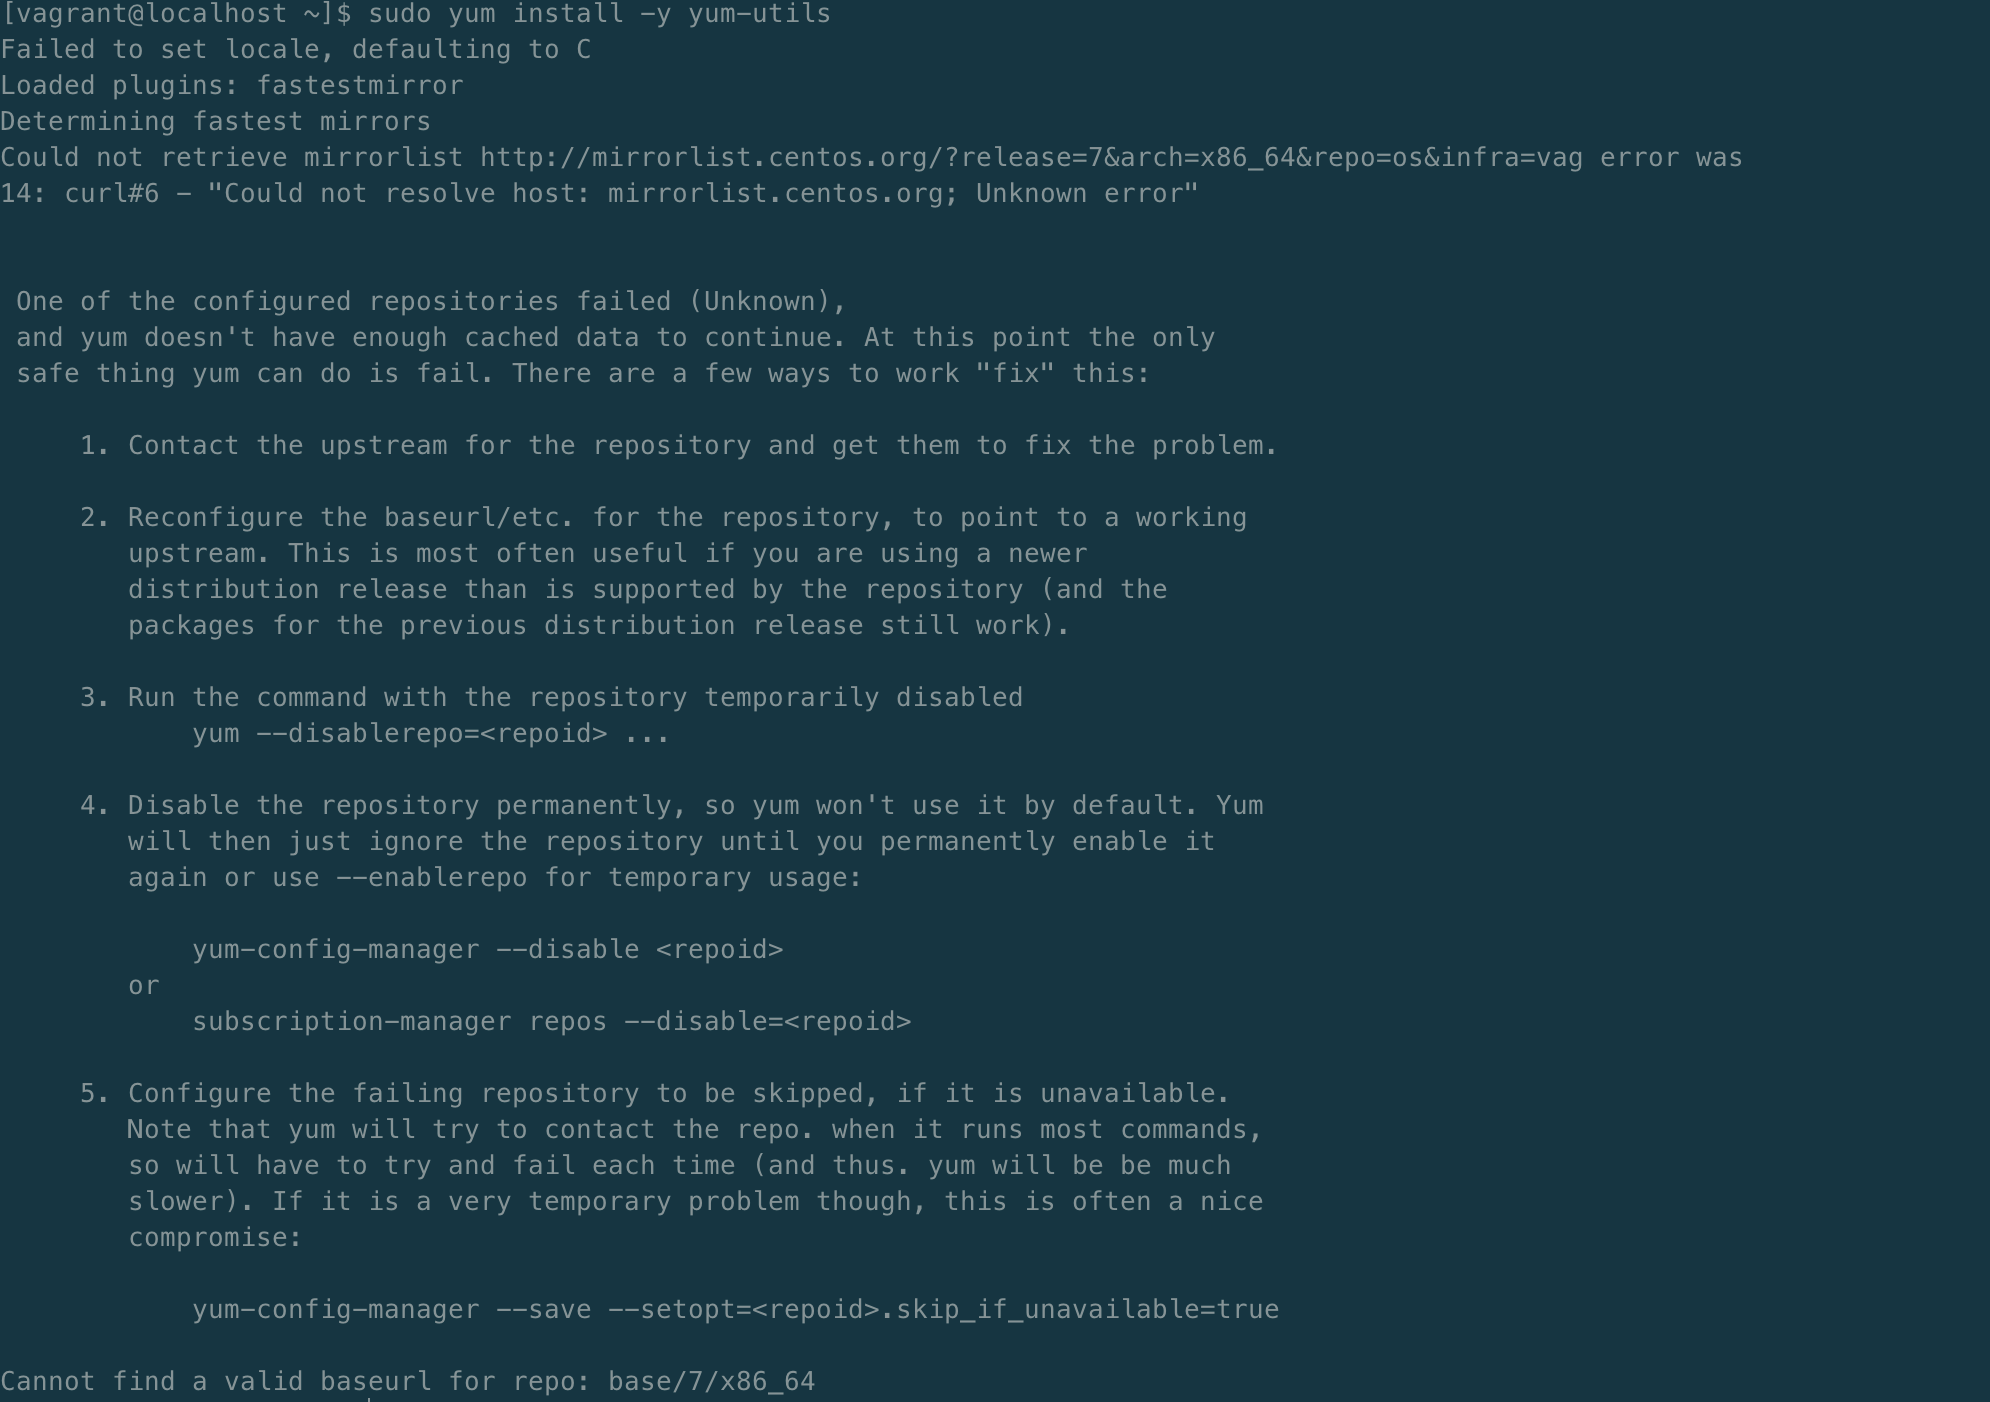 [vagrant@localhost ~]$ sudo yum install -y yum-utils
Failed to set locale, defaulting to C
Loaded plugins: fastestmirror
Determining fastest mirrors
Could not retrieve mirrorlist http://mirrorlist.centos.org/?release=7&arch=x86_64&repo=os&infra=vag error was
14: curl#6 - "Could not resolve host: mirrorlist.centos.org; Unknown error"
One of the configured repositories failed (Unknown),
and yum doesn't have enough cached data to continue. At this point the only
safe thing yum can do is fail. There are a few ways to work "fix" this:
1. Contact the upstream for the repository and get them to fix the problem.
2. Reconfigure the baseurl/etc. for the repository, to point to a working
upstream. This is most often useful if you are using a newer
distribution release than is supported by the repository (and the
packages for the previous distribution release still work).
3. Run the command with the repository temporarily disabled
yum --disablerepo=<repoid> ...
4. Disable the repository permanently, so yum won't use it by default. Yum
will then just ignore the repository until you permanently enable it
again or use --enablerepo for temporary usage:
yum-config-manager --disable <repoid>
or
subscription-manager repos --disable=<repoid>
5. Configure the failing repository to be skipped, if it is unavailable.
Note that yum will try to contact the repo. when it runs most commands,
so will have to try and fail each time (and thus. yum will be be much
slower). If it is a very temporary problem though, this is often a nice
compromise:
yum-config-manager --save --setopt=<repoid>.skip_if_unavailable=true
Cannot find a valid baseurl for repo: base/7/x86_64